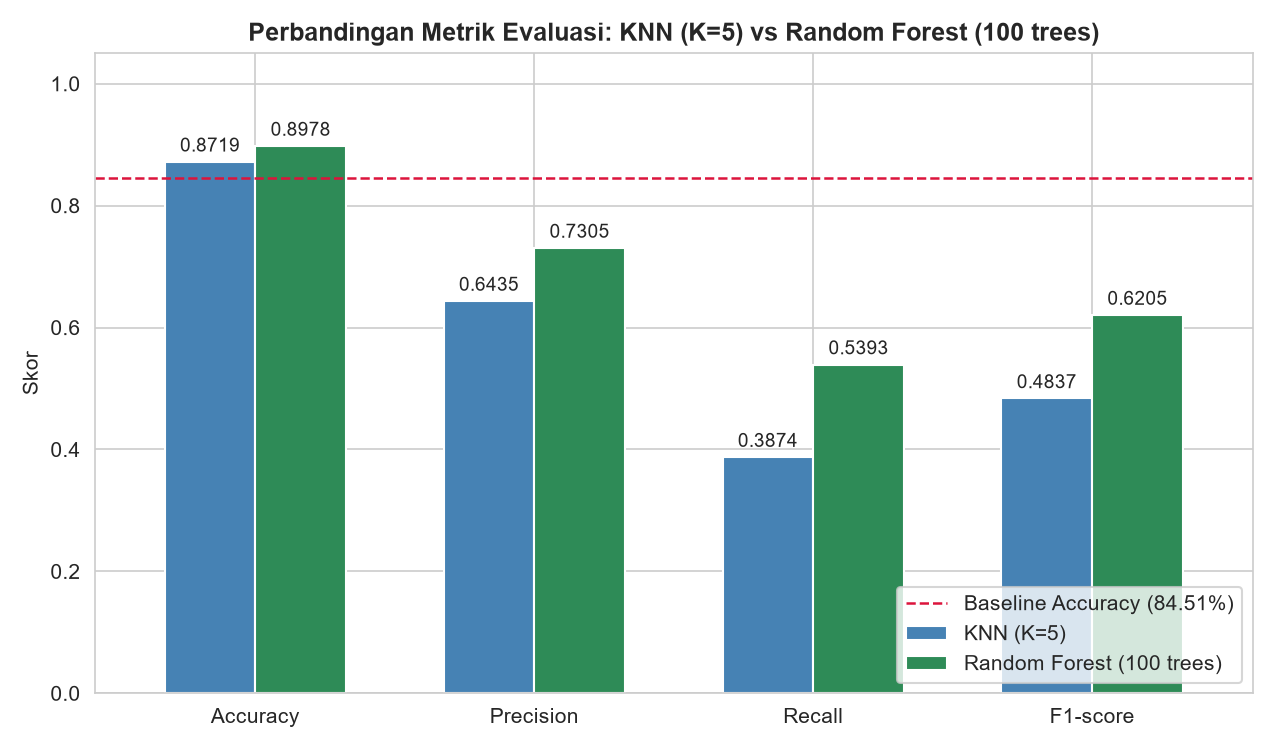 Perbandingan Metrik Evaluasi: KNN (K=5) vs Random Forest (100 trees)
Skor
1.0
0.8
0.6
0.4
0.2
0.0
0.8719
0.8978
0.6435
0.7305
0.3874
0.5393
0.4837
0.6205
Accuracy
Precision
Recall
F1-score
Baseline Accuracy (84.51%)
KNN (K=5)
Random Forest (100 trees)